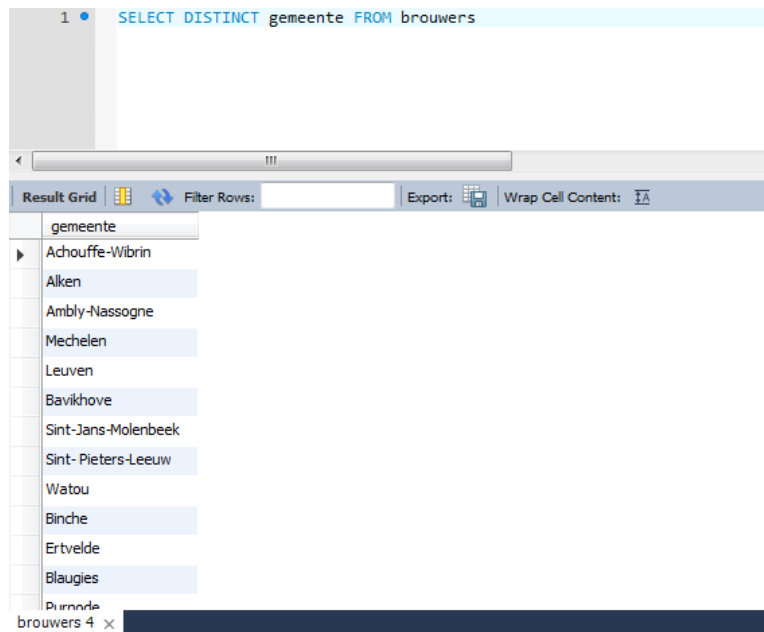 1 SELECT DISTINCT gemeente FROM brouwers
Result Grid Filter Rows: Export: Wrap Cell Content: IA
gemeente
Achouffe-Wibrin
Alken
Ambly-Nassogne
Mechelen
Leuven
Bavikhove
Sint-Jans-Molenbeek
Sint- Pieters-Leeuw
Watou
Binche
Ertvelde
Blaugies
Purnode
brouwers 4